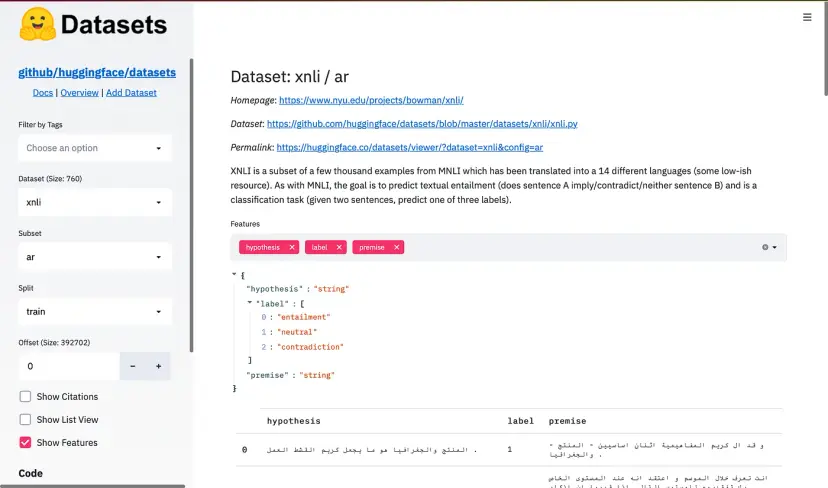 Datasets
github/huggingface/datasets
Docs | Overview | Add Dataset
Filter by Tags
Choose an option
Dataset (Size: 760)
xnli
Subset
ar
Split
train
Offset (Size: 392702)
0
− +
Show Citations
Show List View
Show Features
Code
Dataset: xnli / ar
Homepage: https://www.nyu.edu/projects/bowman/xnli/
Dataset: https://github.com/huggingface/datasets/blob/master/datasets/xnli/xnli.py
Permalink: https://huggingface.co/datasets/viewer/?dataset=xnli&config=ar
XNLI is a subset of a few thousand examples from MNLI which has been translated into a 14 different languages (some low-ish
resource). As with MNLI, the goal is to predict textual entailment (does sentence A imply/contradict/neither sentence B) and is a
classification task (given two sentences, predict one of three labels).
Features
hypothesis × label × premise ×
{
"hypothesis" : "string"
"label" : [
0 : "entailment"
1 : "neutral"
2 : "contradiction"
]
"premise" : "string"
}
hypothesis label premise
0 المنتج والجغرافيا هو ما يجعل كريم القشط العمل . 1 و قد ال كريم المفاهيمية اثنان اساسيين - المنتج -
والجغرافيا .
انت تعرف خلال الموسم و اعتقد انه عند المستوى الخاص